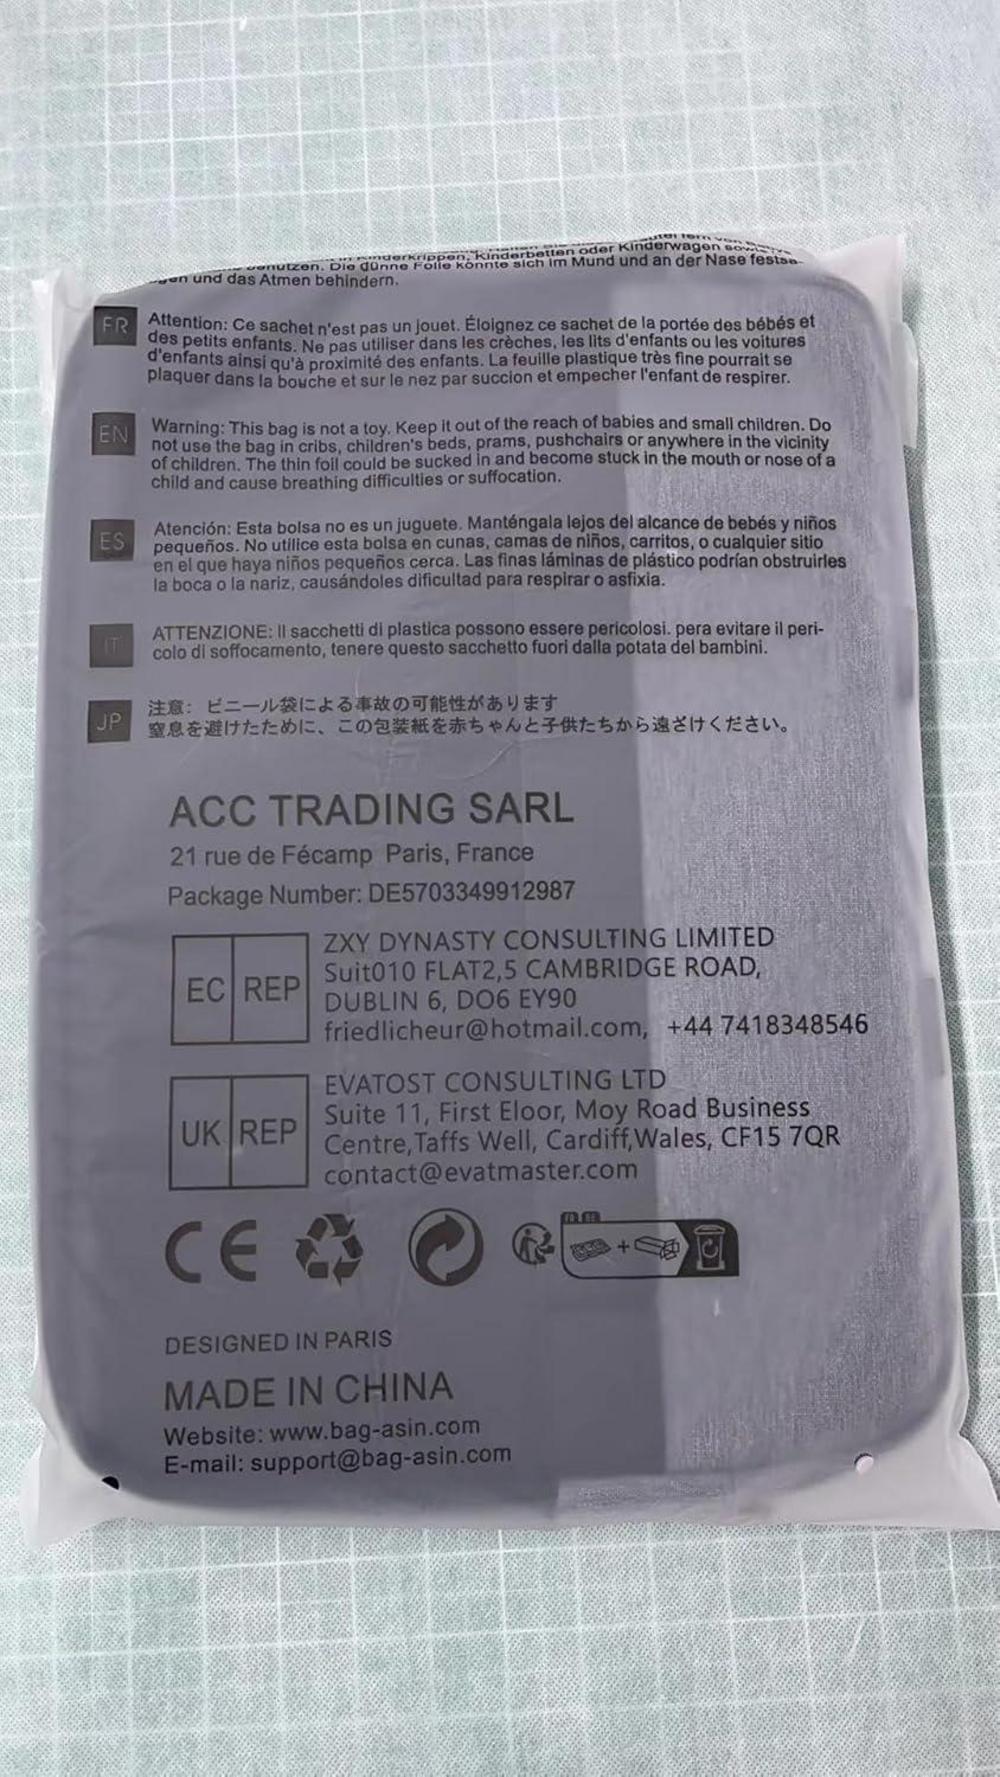 Kinderkrippen, Kinderbetten oder Kinderwagen
benutzen. Die dünne Folie könnte sich im Mund und an der Nase festsa-
und das Atmen behindern.
FR
Attention: Ce sachet n'est pas un jouet. Éloignez ce sachet de la portée des bébés et
des petits enfants. Ne pas utiliser dans les crèches, les lits d'enfants ou les voitures
d'enfants ainsi qu'à proximité des enfants. La feuille plastique très fine pourrait se
plaquer dans la bouche et sur le nez par succion et empecher l'enfant de respirer.
EN
Warning: This bag is not a toy. Keep it out of the reach of babies and small children. Do
not use the bag in cribs, children's beds, prams, pushchairs or anywhere in the vicinity
of children. The thin foil could be sucked in and become stuck in the mouth or nose of a
child and cause breathing difficulties or suffocation.
ES
Atención: Esta bolsa no es un juguete. Manténgala lejos del alcance de bebés y niños
pequeños. No utilice esta bolsa en cunas, camas de niños, carritos, o cualquier sitio
en el que haya niños pequeños cerca. Las finas láminas de plástico podrían obstruirles
la boca o la nariz, causándoles dificultad para respirar o asfixia.
IT
ATTENZIONE: Il sacchetti di plastica possono essere pericolosi. pera evitare il peri-
colo di soffocamento, tenere questo sacchetto fuori dalla potata del bambini.
JP
注意: ビニール袋による事故の可能性があります
窒息を避けたために、この包装紙を赤ちゃんと子供たちから遠ざけください。
ACC TRADING SARL
21 rue de Fécamp Paris, France
Package Number: DE5703349912987
EC REP
ZXY DYNASTY CONSULTING LIMITED
Suit010 FLAT2,5 CAMBRIDGE ROAD,
DUBLIN 6, DO6 EY90
friedlicheur@hotmail.com, +44 7418348546
UK REP
EVATOST CONSULTING LTD
Suite 11, First Eloor, Moy Road Business
Centre,Taffs Well, Cardiff,Wales, CF15 7QR
contact@evatmaster.com
CE
FR
DESIGNED IN PARIS
MADE IN CHINA
Website: www.bag-asin.com
E-mail: support@bag-asin.com